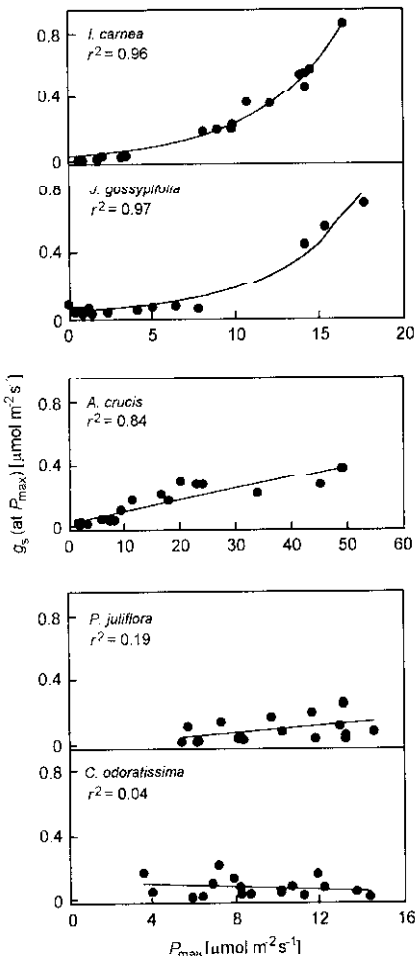 0.8
I. carnea
r² = 0.96
0.4
0
0.8
J. gossypifolia
r² = 0.97
0.4
0
0 5 10 15 20
0.8
A. crucis
r² = 0.84
0.4
0
0 10 20 30 40 50 60
gs (at Pmax) [µmol m⁻² s⁻¹]
0.8
P. juliflora
r² = 0.19
0.4
0
C. odoratissima
0.8
r² = 0.04
0.4
0
0 4 8 12 16
Pmax [µmol m⁻² s⁻¹]